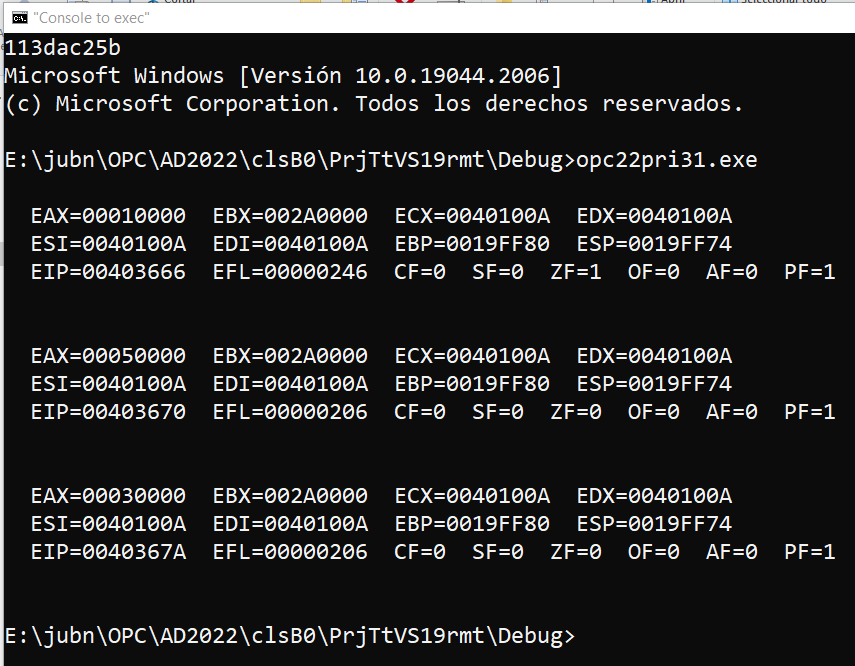 "Console to exec"
113dac25b
Microsoft Windows [Versión 10.0.19044.2006]
(c) Microsoft Corporation. Todos los derechos reservados.
E:\jubn\OPC\AD2022\clsB0\PrjTtVS19rmt\Debug>opc22pri31.exe
EAX=00010000 EBX=002A0000 ECX=0040100A EDX=0040100A
ESI=0040100A EDI=0040100A EBP=0019FF80 ESP=0019FF74
EIP=00403666 EFL=00000246 CF=0 SF=0 ZF=1 OF=0 AF=0 PF=1
EAX=00050000 EBX=002A0000 ECX=0040100A EDX=0040100A
ESI=0040100A EDI=0040100A EBP=0019FF80 ESP=0019FF74
EIP=00403670 EFL=00000206 CF=0 SF=0 ZF=0 OF=0 AF=0 PF=1
EAX=00030000 EBX=002A0000 ECX=0040100A EDX=0040100A
ESI=0040100A EDI=0040100A EBP=0019FF80 ESP=0019FF74
EIP=0040367A EFL=00000206 CF=0 SF=0 ZF=0 OF=0 AF=0 PF=1
E:\jubn\OPC\AD2022\clsB0\PrjTtVS19rmt\Debug>